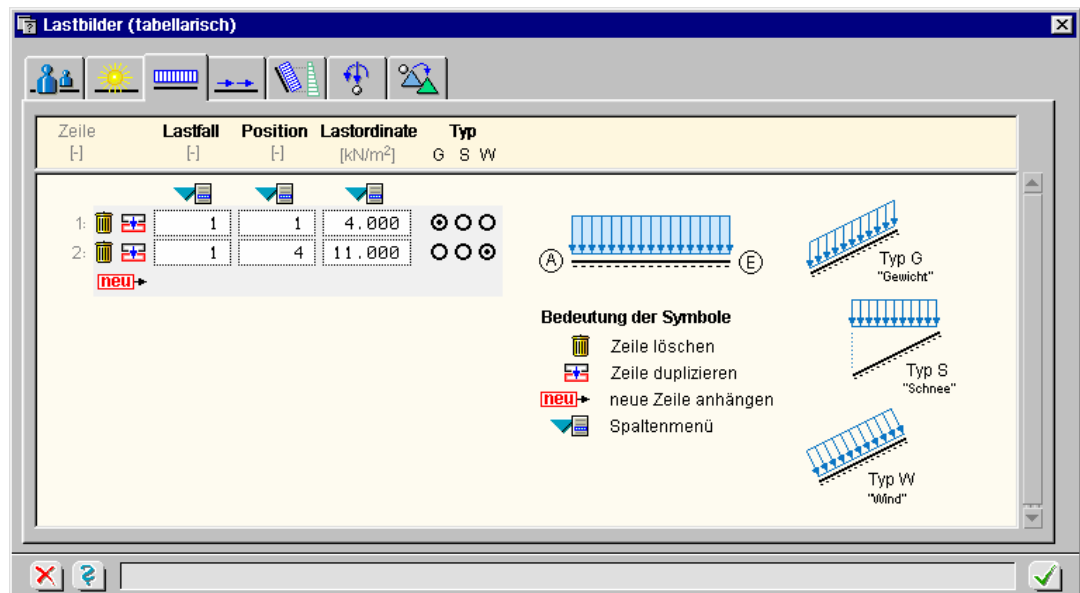 Lastbilder (tabellarisch)
Zeile Lastfall Position Lastordinate Typ
[-] [-] [-] [kN/m²] G S W
1: 1 1 4.000
2: 1 4 11.000
neu
A E
Typ G
"Gewicht"
Bedeutung der Symbole
Zeile löschen
Zeile duplizieren
neu neue Zeile anhängen
Spaltenmenü
Typ S
"Schnee"
Typ W
"Wind"